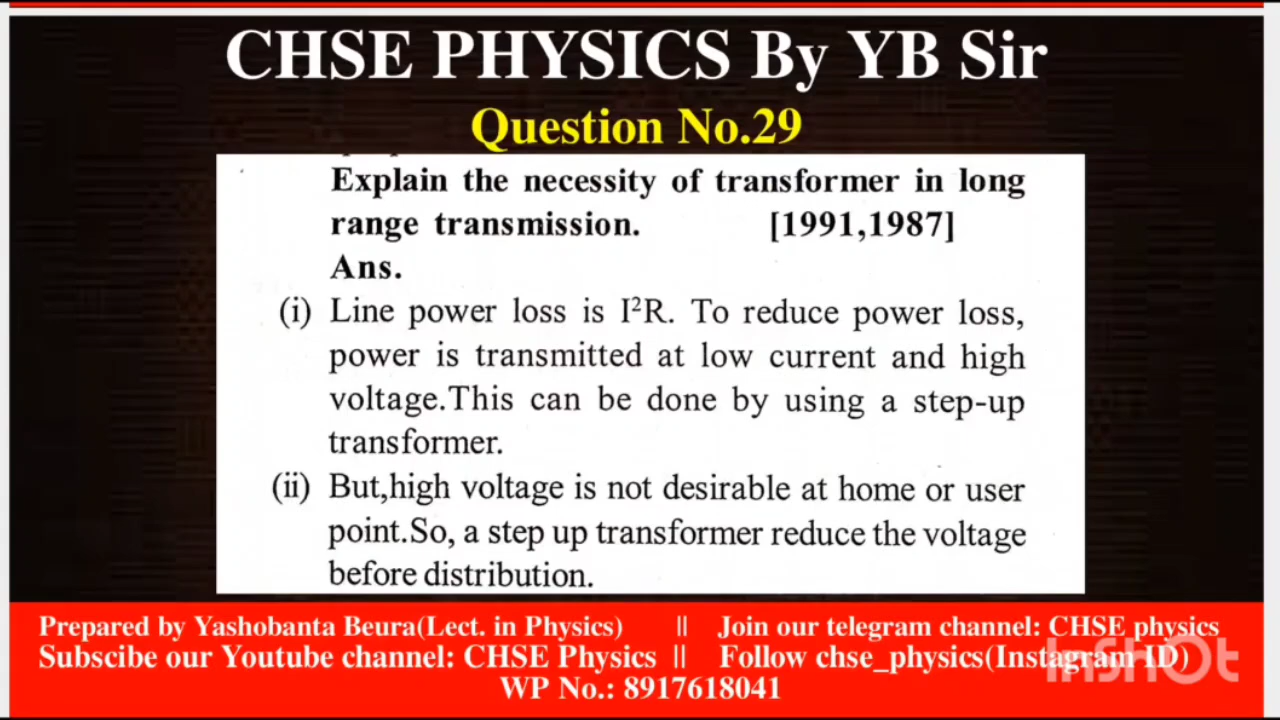 CHSE PHYSICS By YB Sir
Question No.29
Explain the necessity of transformer in long
range transmission. [1991,1987]
Ans.
(i) Line power loss is I²R. To reduce power loss,
power is transmitted at low current and high
voltage.This can be done by using a step-up
transformer.
(ii) But,high voltage is not desirable at home or user
point.So, a step up transformer reduce the voltage
before distribution.
Prepared by Yashobanta Beura(Lect. in Physics) || Join our telegram channel: CHSE physics
Subscibe our Youtube channel: CHSE Physics || Follow chse_physics(Instagram ID)
WP No.: 8917618041
InShot